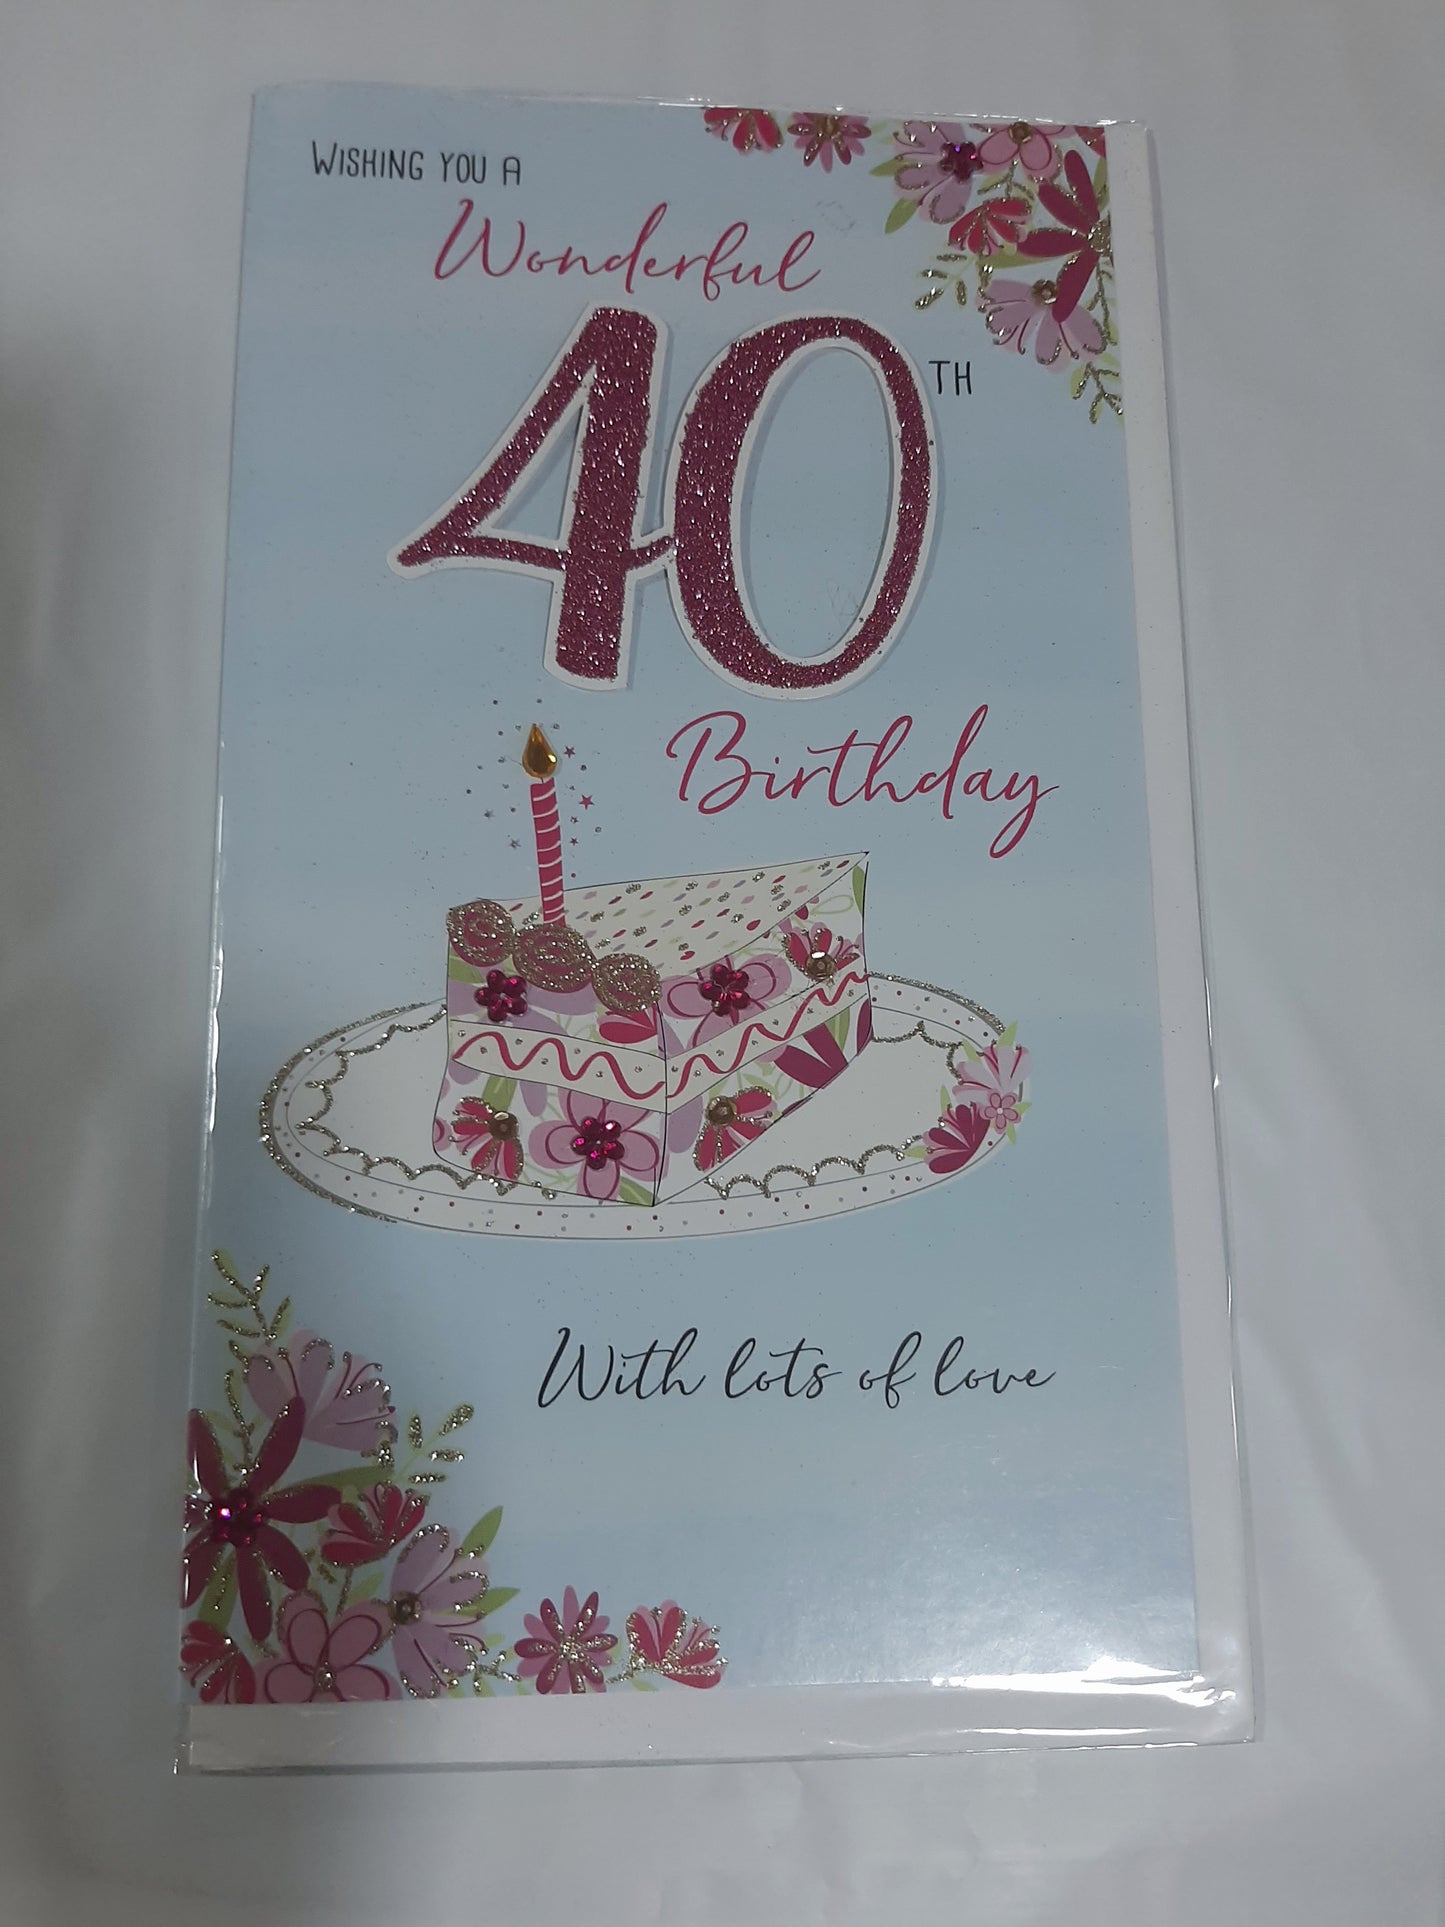 WISHING YOU A
Wonderful
40TH
Birthday
With lots of love